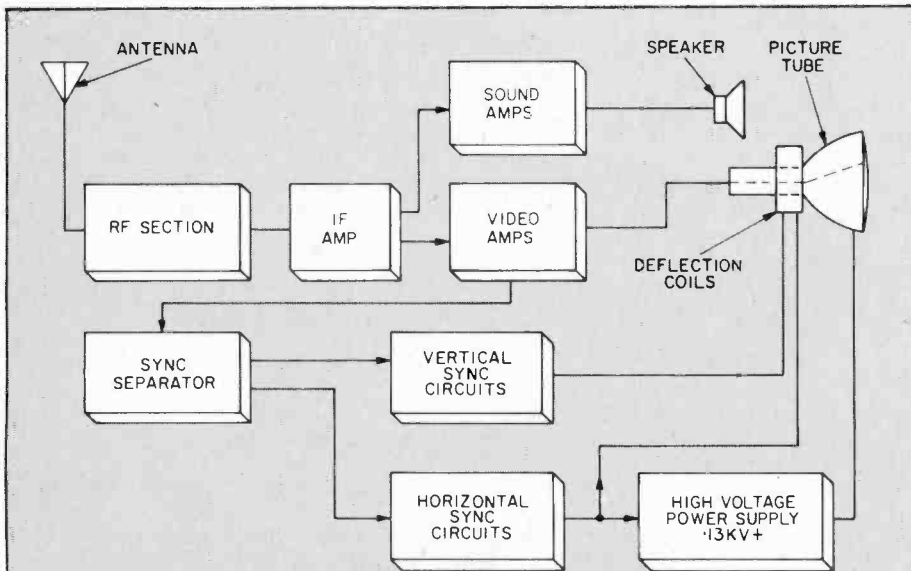 ANTENNA
SPEAKER
PICTURE
TUBE
SOUND
AMPS
RF SECTION
IF
AMP
VIDEO
AMPS
DEFLECTION
COILS
SYNC
SEPARATOR
VERTICAL
SYNC
CIRCUITS
HORIZONTAL
SYNC
CIRCUITS
HIGH VOLTAGE
POWER SUPPLY
·13KV+